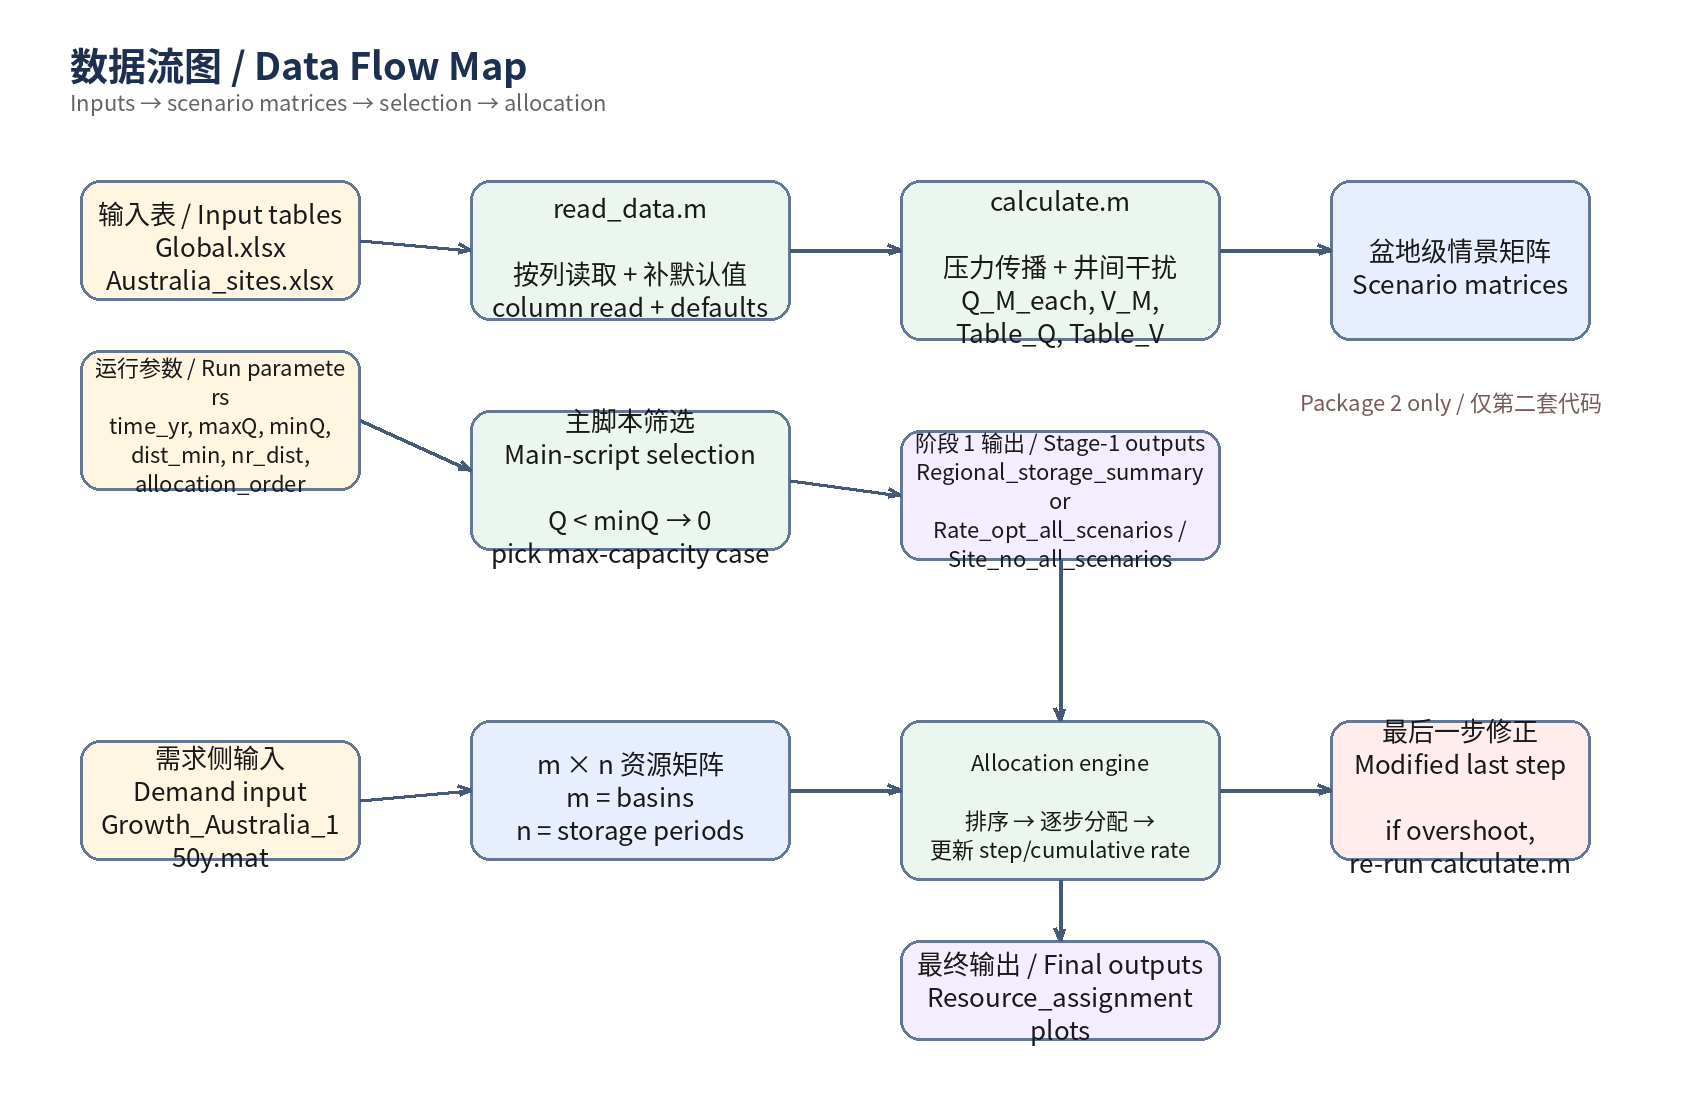 数据流图 / Data Flow Map
Inputs → scenario matrices → selection → allocation
输入表 / Input tables
Global.xlsx
Australia_sites.xlsx
read_data.m
按列读取 + 补默认值
column read + defaults
calculate.m
压力传播 + 井间干扰
Q_M_each, V_M,
Table_Q, Table_V
盆地级情景矩阵
Scenario matrices
运行参数 / Run paramete
rs
time_yr, maxQ, minQ,
dist_min, nr_dist,
allocation_order
主脚本筛选
Main-script selection
Q < minQ → 0
pick max-capacity case
阶段 1 输出 / Stage-1 outputs
Regional_storage_summary
or
Rate_opt_all_scenarios /
Site_no_all_scenarios
Package 2 only / 仅第二套代码
需求侧输入
Demand input
Growth_Australia_1
50y.mat
m × n 资源矩阵
m = basins
n = storage periods
Allocation engine
排序 → 逐步分配 →
更新 step/cumulative rate
最后一步修正
Modified last step
if overshoot,
re-run calculate.m
最终输出 / Final outputs
Resource_assignment
plots